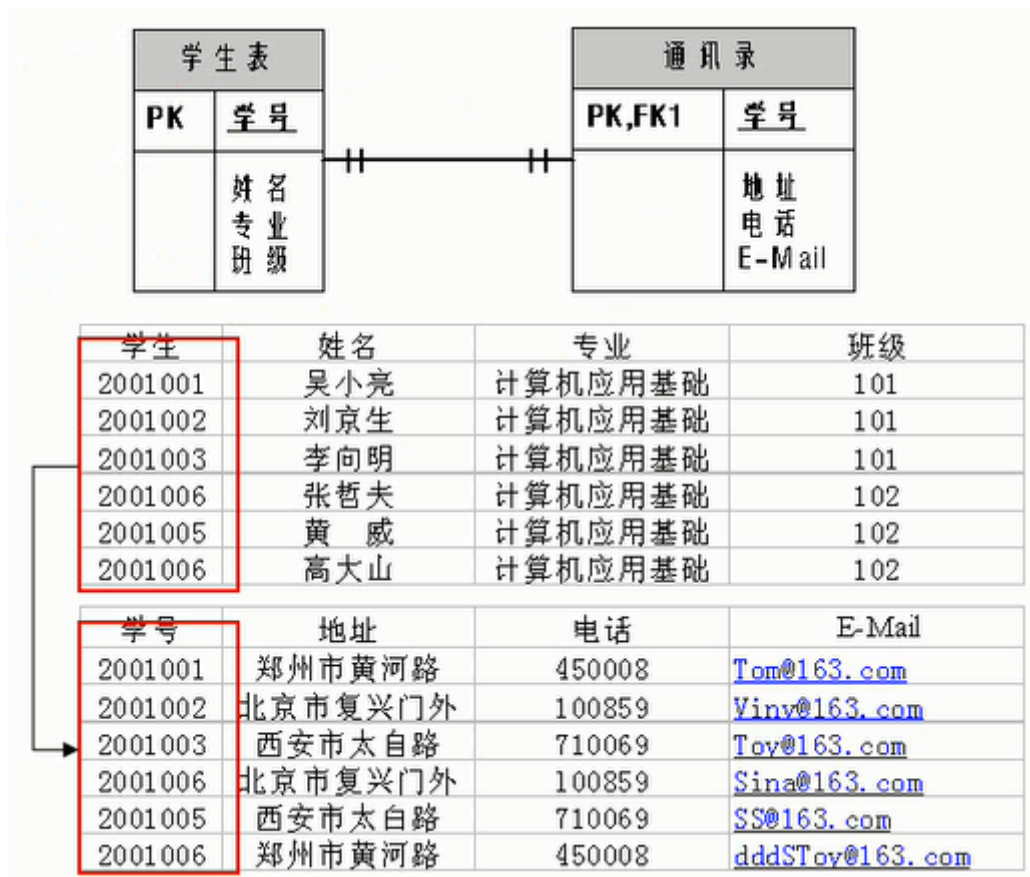 学生表 通讯录
PK 学号 PK,FK1 学号
姓名 地址
专业 电话
班级 E-Mail
学生 姓名 专业 班级
2001001 吴小亮 计算机应用基础 101
2001002 刘京生 计算机应用基础 101
2001003 李向明 计算机应用基础 101
2001006 张哲夫 计算机应用基础 102
2001005 黄 威 计算机应用基础 102
2001006 高大山 计算机应用基础 102
学号 地址 电话 E-Mail
2001001 郑州市黄河路 450008 Tom@163.com
2001002 北京市复兴门外 100859 Vinv@163.com
2001003 西安市太白路 710069 Toy@163.com
2001006 北京市复兴门外 100859 Sina@163.com
2001005 西安市太白路 710069 SS@163.com
2001006 郑州市黄河路 450008 dddSToy@163.com